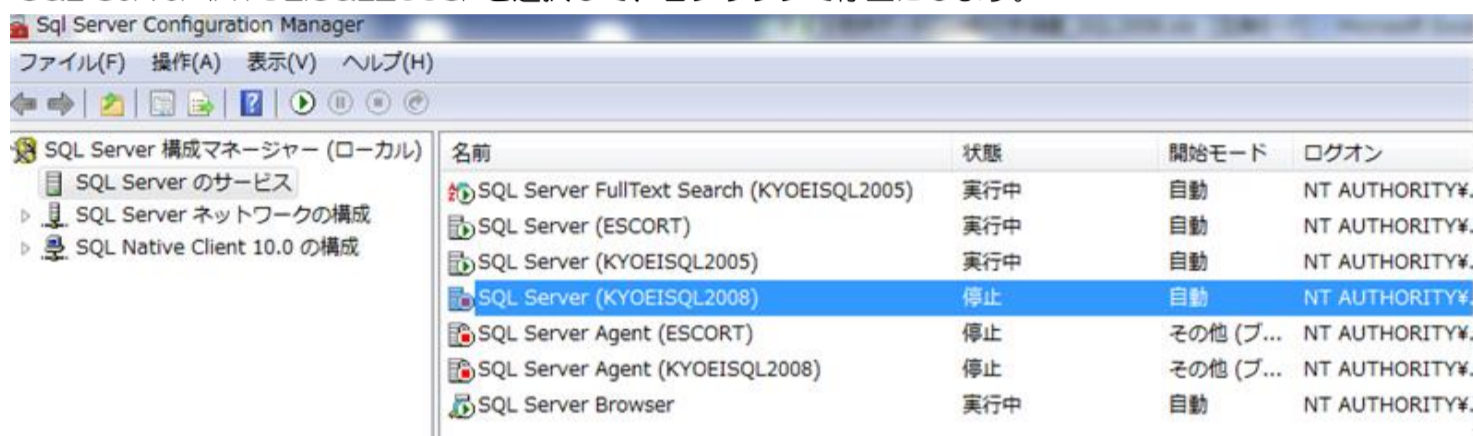 Sql Server Configuration Manager
ファイル(F) 操作(A) 表示(V) ヘルプ(H)
SQL Server 構成マネージャー (ローカル)
SQL Server のサービス
SQL Server ネットワークの構成
SQL Native Client 10.0 の構成
名前 状態 開始モード ログオン
SQL Server FullText Search (KYOEISQL2005) 実行中 自動 NT AUTHORITY¥.
SQL Server (ESCORT) 実行中 自動 NT AUTHORITY¥.
SQL Server (KYOEISQL2005) 実行中 自動 NT AUTHORITY¥.
SQL Server (KYOEISQL2008) 停止 自動 NT AUTHORITY¥.
SQL Server Agent (ESCORT) 停止 その他 (ブ... NT AUTHORITY¥.
SQL Server Agent (KYOEISQL2008) 停止 その他 (ブ... NT AUTHORITY¥.
SQL Server Browser 実行中 自動 NT AUTHORITY¥.